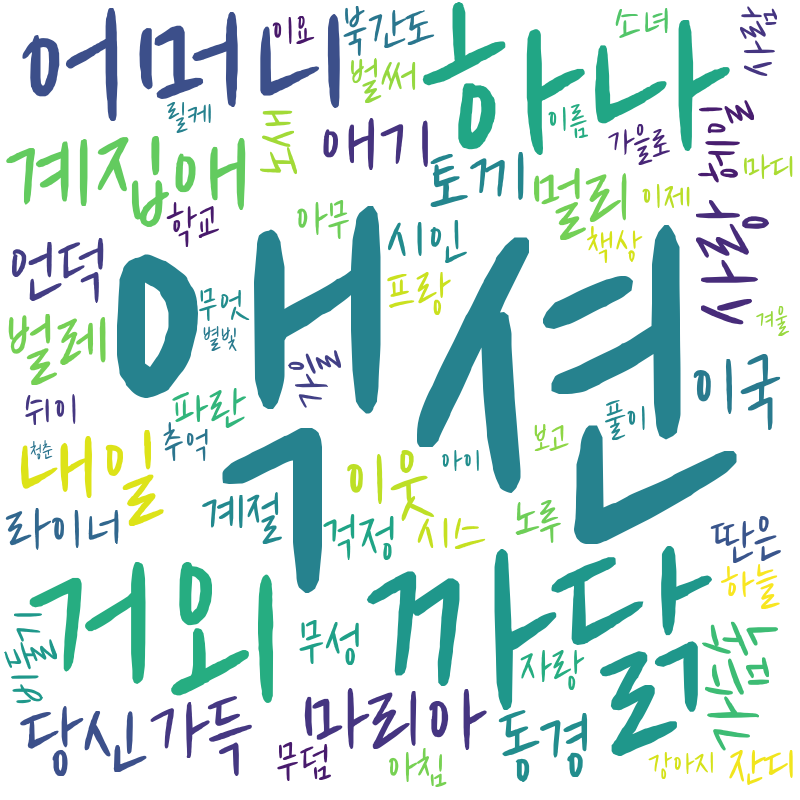 어머니
이요
북간도
하나
소녀
릴케
벌써
이름
계집애
애기
토끼
가을로
멀리
이제
마디
학교
아무
시인
책상
언덕
무엇
프랑
별빛
겨울
액션
벌레
이국
쉬이
파란
풀이
청춘
추억
보고
내일
이웃
아이
라이너
계절
걱정
시스
노루
딴은
하늘
거외
까닭
무성
자랑
당신
가득
마리아
동경
무덤
아침
강아지
잔디